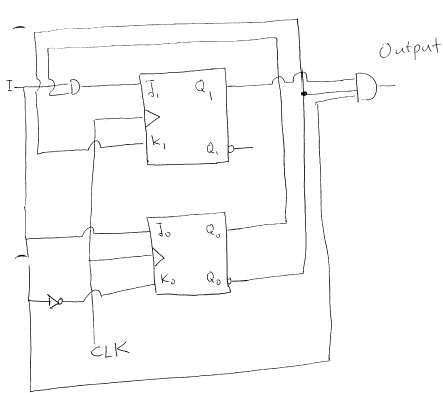 Output
I
J₁ Q₁
K₁ Q₁
J₀ Q₀
K₀ Q₀
CLK